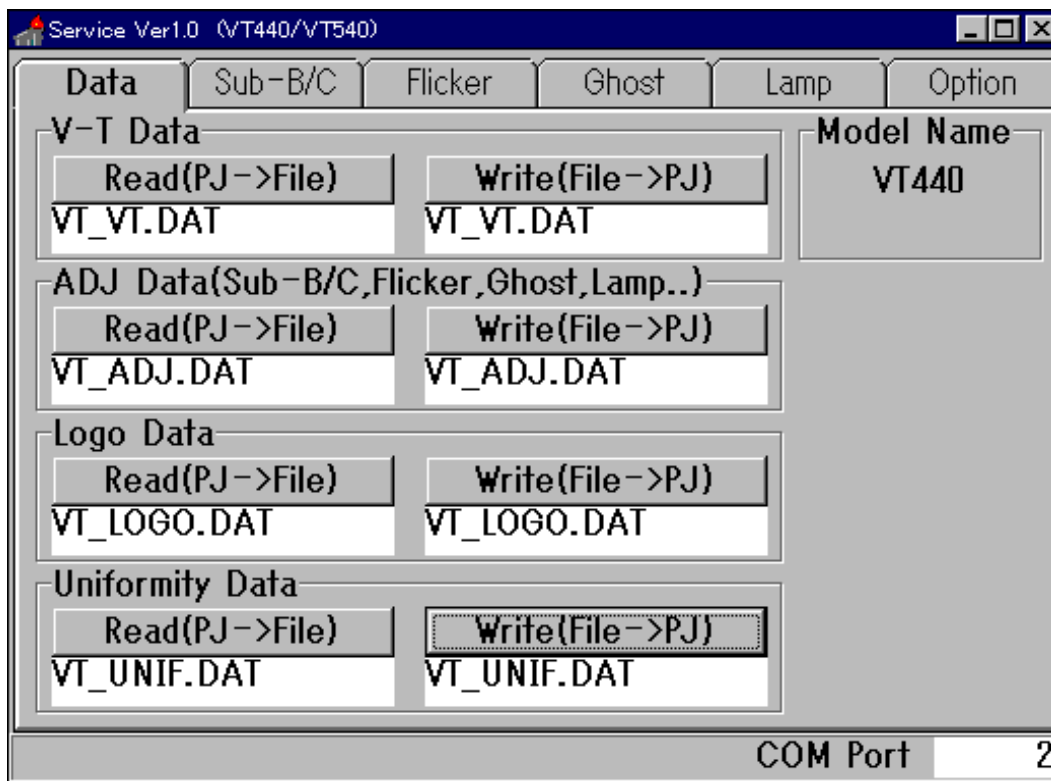 Service Ver1.0 (VT440/VT540)
Data Sub-B/C Flicker Ghost Lamp Option
V-T Data
Read(PJ->File) Write(File->PJ)
VT_VT.DAT VT_VT.DAT
Model Name
VT440
ADJ Data(Sub-B/C,Flicker,Ghost,Lamp..)
Read(PJ->File) Write(File->PJ)
VT_ADJ.DAT VT_ADJ.DAT
Logo Data
Read(PJ->File) Write(File->PJ)
VT_LOGO.DAT VT_LOGO.DAT
Uniformity Data
Read(PJ->File) Write(File->PJ)
VT_UNIF.DAT VT_UNIF.DAT
COM Port 2